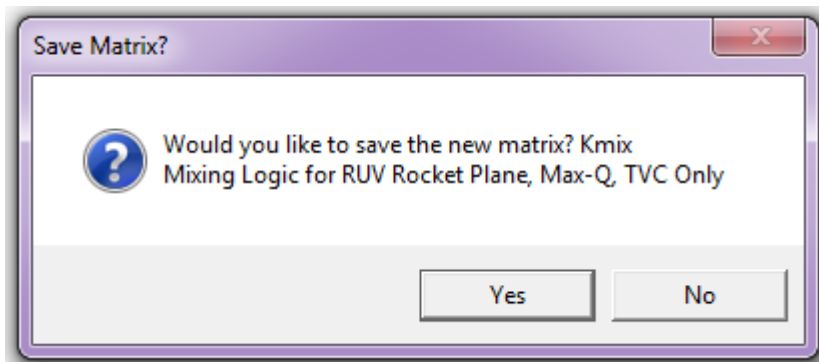 Save Matrix?
Would you like to save the new matrix? Kmix
Mixing Logic for RUV Rocket Plane, Max-Q, TVC Only
Yes
No